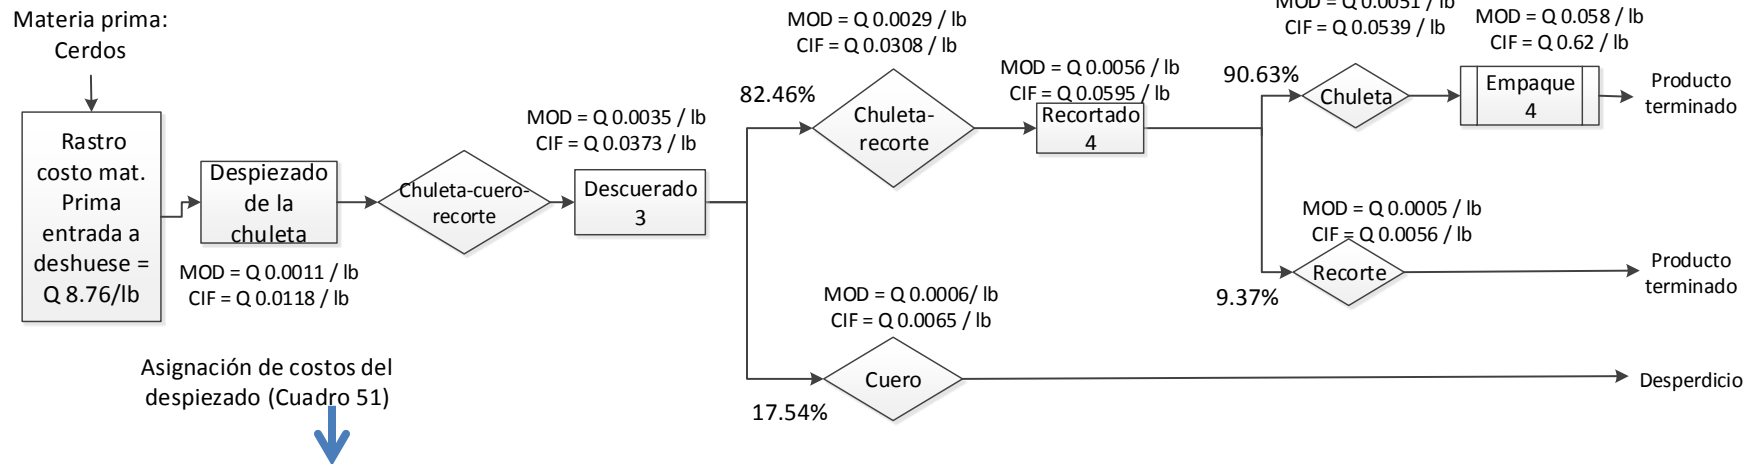 Materia prima:
Cerdos
Rastro
costo mat.
Prima
entrada a
deshuese =
Q 8.76/lb
Despiezado
de la
chuleta
MOD = Q 0.0011 / lb
CIF = Q 0.0118 / lb
Chuleta-cuero-
recorte
MOD = Q 0.0035 / lb
CIF = Q 0.0373 / lb
Descuerado
3
82.46%
MOD = Q 0.0029 / lb
CIF = Q 0.0308 / lb
Chuleta-
recorte
MOD = Q 0.0056 / lb
CIF = Q 0.0595 / lb
Recortado
4
90.63%
MOD = Q 0.0051 / lb
CIF = Q 0.0539 / lb
Chuleta
MOD = Q 0.058 / lb
CIF = Q 0.62 / lb
Empaque
4
Producto
terminado
MOD = Q 0.0005 / lb
CIF = Q 0.0056 / lb
Recorte
9.37%
Producto
terminado
MOD = Q 0.0006/ lb
CIF = Q 0.0065 / lb
Cuero
17.54%
Desperdicio
Asignación de costos del
despiezado (Cuadro 51)